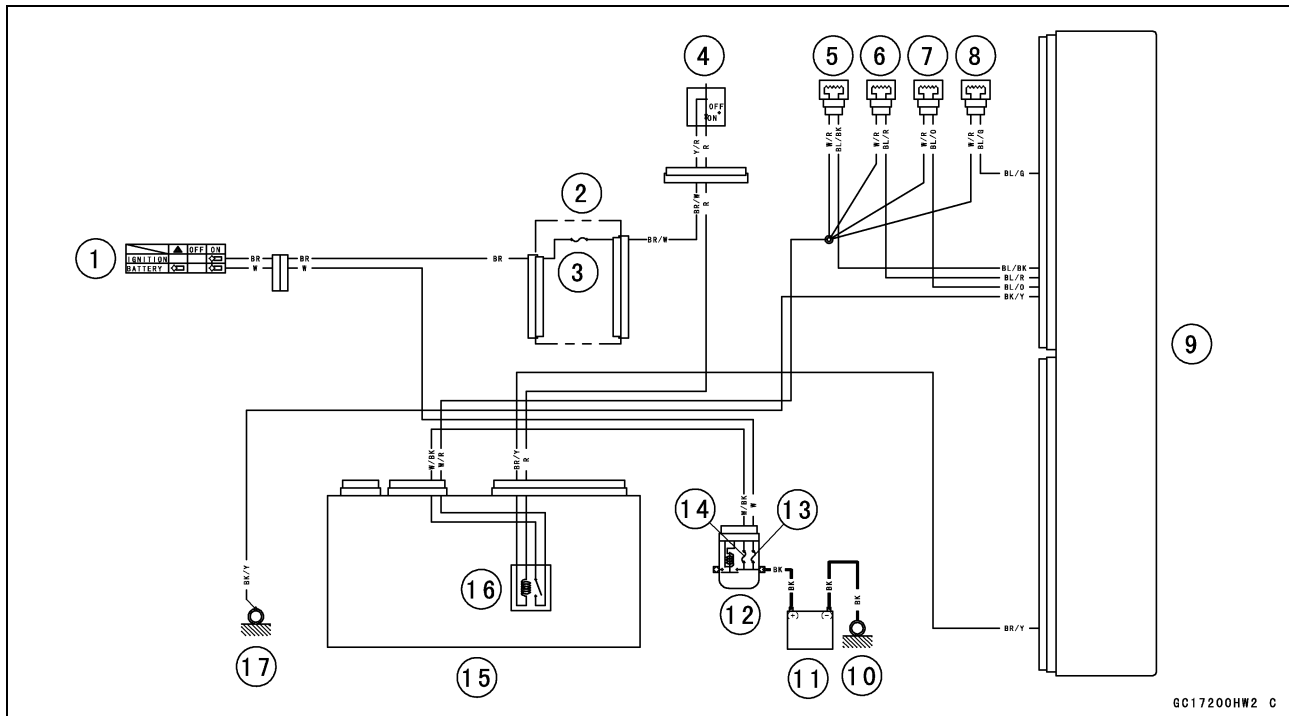 4
5
6
7
8
OFF
ON
W/R
BL/BK
W/R
BL/R
W/R
BL/O
W/R
BL/G
Y/R
R
BL/G
2
BR/W
R
1
OFF
ON
IGNITION
BATTERY
BR
W
BR
W
BR
3
BR/W
BL/BK
BL/R
BL/O
BK/Y
9
W/BK
W/R
BR/Y
R
14
13
W/BK
W
BK
BK
BK
BK
BK/Y
16
12
(+)
(-)
BR/Y
17
15
11
10
GC17200HW2 C